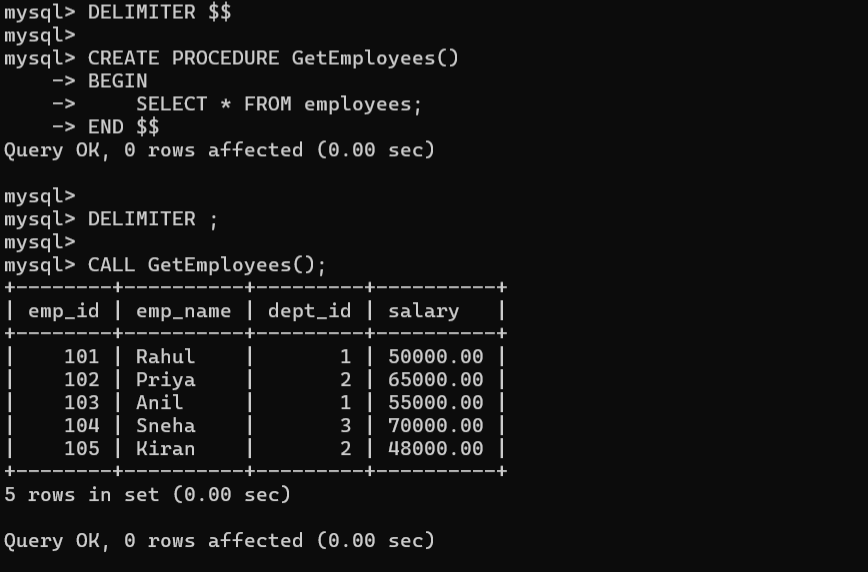 mysql> DELIMITER $$
mysql>
mysql> CREATE PROCEDURE GetEmployees()
    -> BEGIN
    ->     SELECT * FROM employees;
    -> END $$
Query OK, 0 rows affected (0.00 sec)

mysql>
mysql> DELIMITER ;
mysql>
mysql> CALL GetEmployees();
+--------+----------+---------+----------+
| emp_id | emp_name | dept_id | salary   |
+--------+----------+---------+----------+
|    101 | Rahul    |       1 | 50000.00 |
|    102 | Priya    |       2 | 65000.00 |
|    103 | Anil     |       1 | 55000.00 |
|    104 | Sneha    |       3 | 70000.00 |
|    105 | Kiran    |       2 | 48000.00 |
+--------+----------+---------+----------+
5 rows in set (0.00 sec)

Query OK, 0 rows affected (0.00 sec)